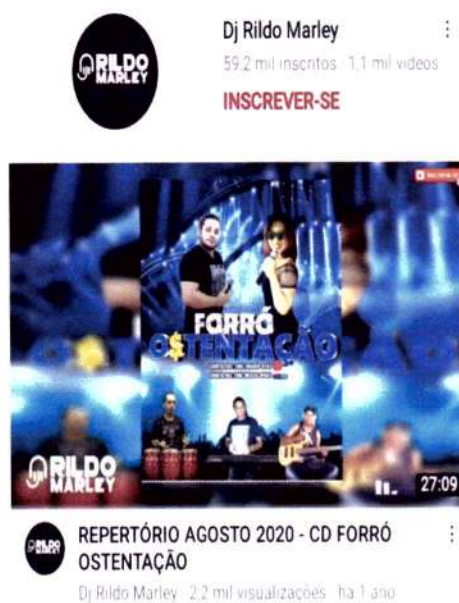 RILDO
MARLEY
Dj Rildo Marley
59,2 mil inscritos 1,1 mil vídeos
INSCREVER-SE
FORRÓ
O$TENTAÇÃO
RILDO
MARLEY
27:09
REPERTÓRIO AGOSTO 2020 - CD FORRÓ
OSTENTAÇÃO
Dj Rildo Marley 2,2 mil visualizações há 1 ano